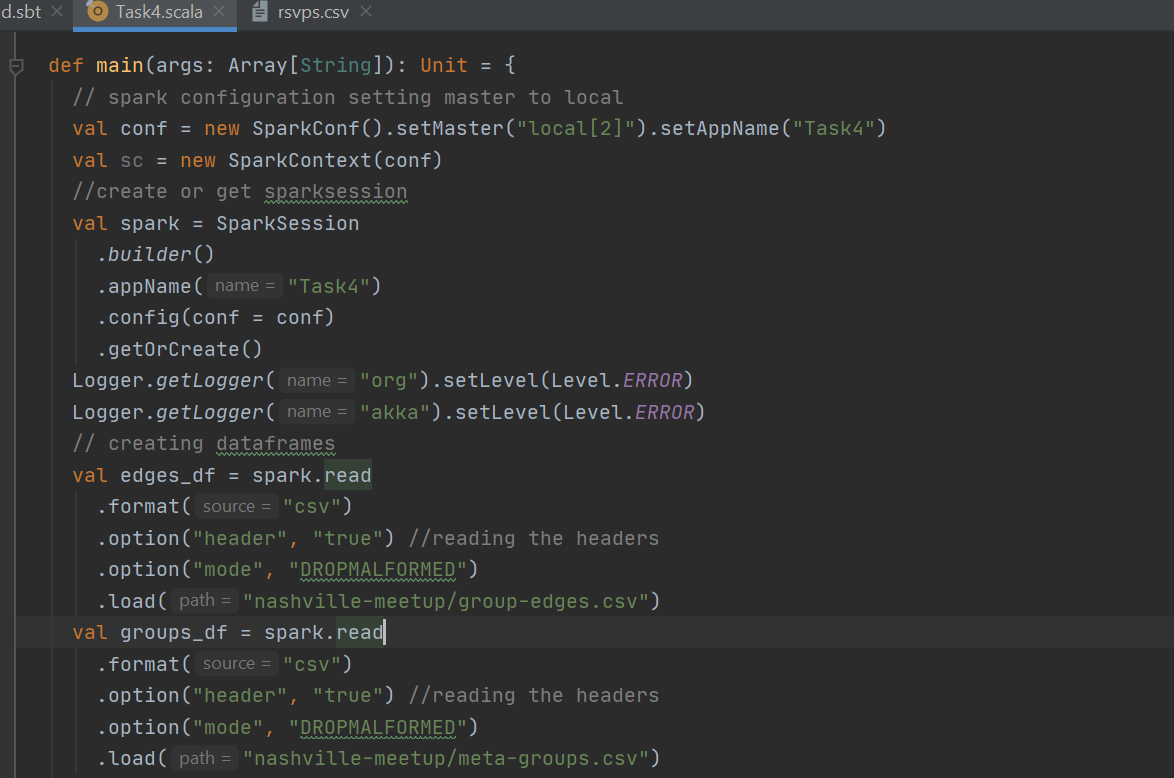 d.sbt × Task4.scala × rsvps.csv ×
def main(args: Array[String]): Unit = {
// spark configuration setting master to local
val conf = new SparkConf().setMaster("local[2]").setAppName("Task4")
val sc = new SparkContext(conf)
//create or get sparksession
val spark = SparkSession
.builder()
.appName( name = "Task4")
.config(conf = conf)
.getOrCreate()
Logger.getLogger( name = "org").setLevel(Level.ERROR)
Logger.getLogger( name = "akka").setLevel(Level.ERROR)
// creating dataframes
val edges_df = spark.read
.format( source = "csv")
.option("header", "true") //reading the headers
.option("mode", "DROPMALFORMED")
.load( path = "nashville-meetup/group-edges.csv")
val groups_df = spark.read
.format( source = "csv")
.option("header", "true") //reading the headers
.option("mode", "DROPMALFORMED")
.load( path = "nashville-meetup/meta-groups.csv")